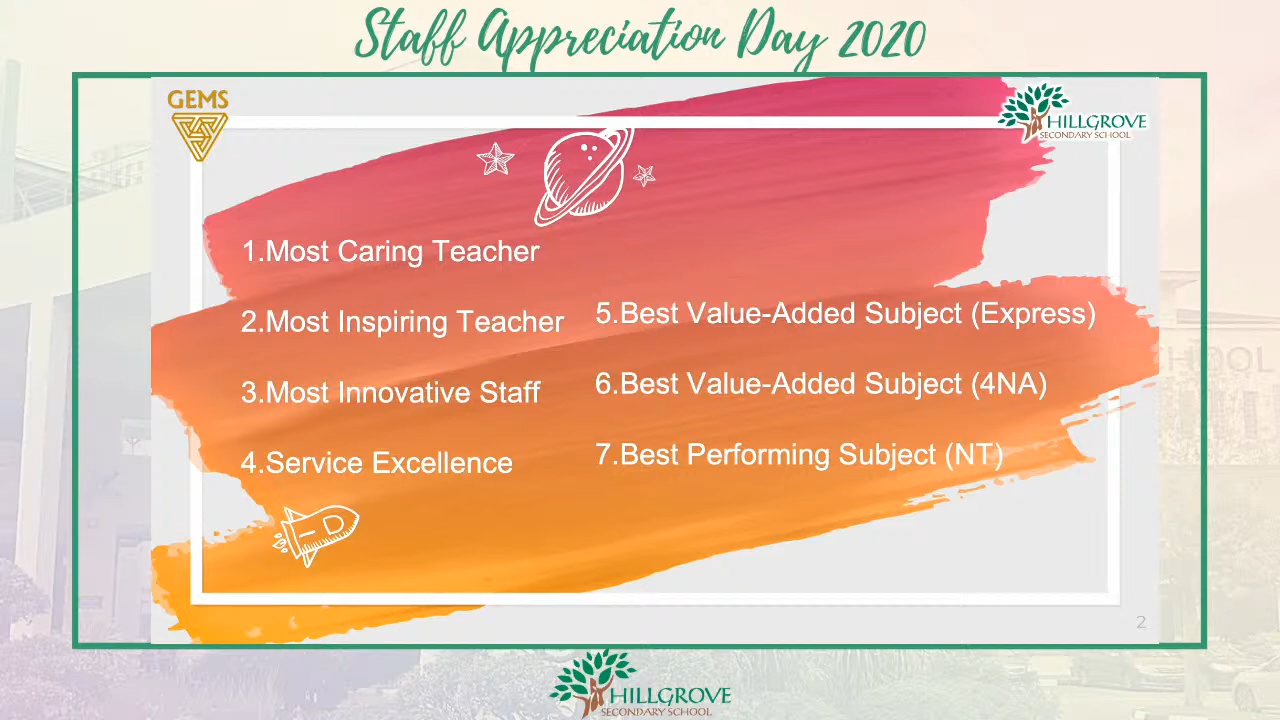 Staff Appreciation Day 2020
GEMS
HILLGROVE
SECONDARY SCHOOL
1.Most Caring Teacher
2.Most Inspiring Teacher
3.Most Innovative Staff
4.Service Excellence
5.Best Value-Added Subject (Express)
6.Best Value-Added Subject (4NA)
7.Best Performing Subject (NT)
CHOOL
2
HILLGROVE
SECONDARY SCHOOL